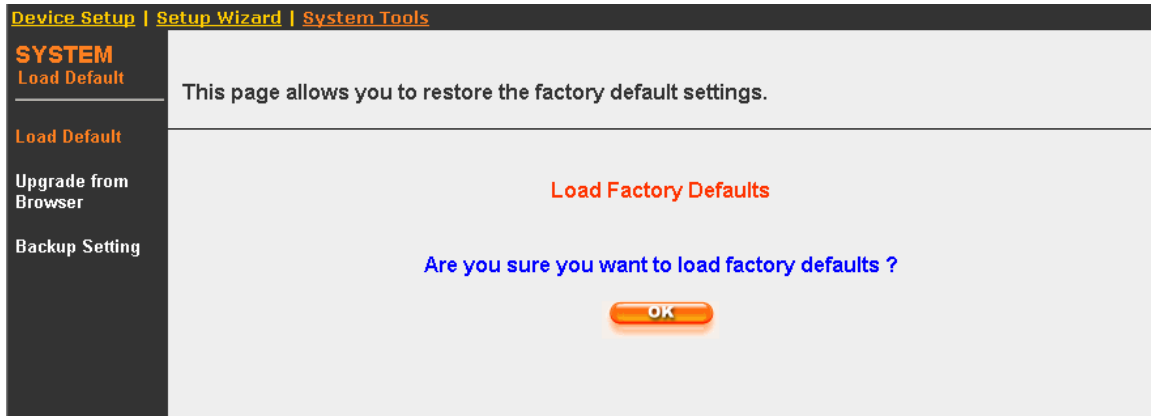 Device Setup | Setup Wizard | System Tools
SYSTEM
Load Default
Load Default
Upgrade from
Browser
Backup Setting
This page allows you to restore the factory default settings.
Load Factory Defaults
Are you sure you want to load factory defaults ?
OK